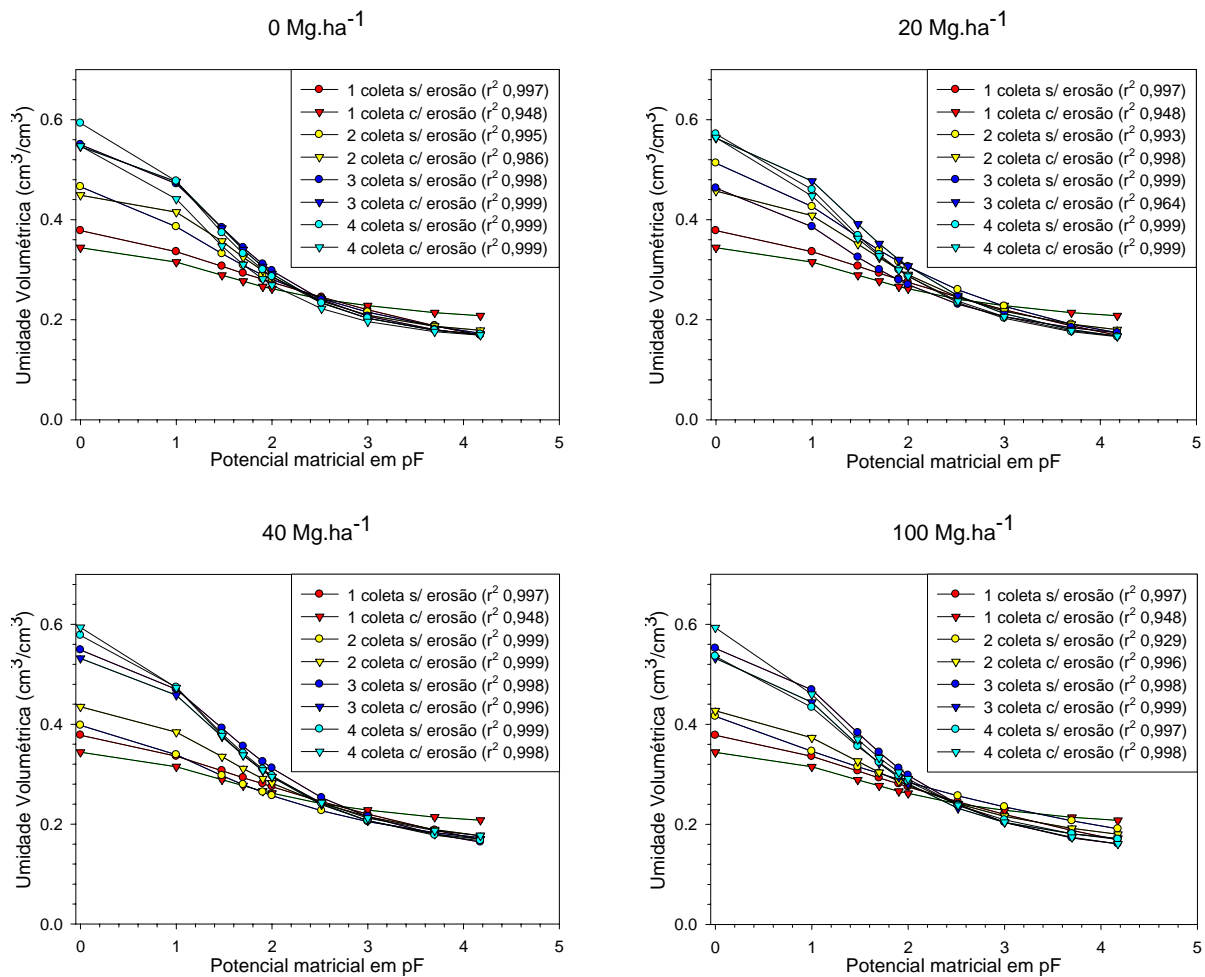 0 Mg.ha-1
Umidade Volumétrica (cm3/cm3)
0.6
0.4
0.2
0.0
1 coleta s/ erosão (r2 0,997)
1 coleta c/ erosão (r2 0,948)
2 coleta s/ erosão (r2 0,995)
2 coleta c/ erosão (r2 0,986)
3 coleta s/ erosão (r2 0,998)
3 coleta c/ erosão (r2 0,999)
4 coleta s/ erosão (r2 0,999)
4 coleta c/ erosão (r2 0,999)
0 1 2 3 4 5
Potencial matricial em pF
20 Mg.ha-1
Umidade Volumétrica (cm3/cm3)
0.6
0.4
0.2
0.0
1 coleta s/ erosão (r2 0,997)
1 coleta c/ erosão (r2 0,948)
2 coleta s/ erosão (r2 0,993)
2 coleta c/ erosão (r2 0,998)
3 coleta s/ erosão (r2 0,999)
3 coleta c/ erosão (r2 0,964)
4 coleta s/ erosão (r2 0,999)
4 coleta c/ erosão (r2 0,999)
0 1 2 3 4 5
Potencial matricial em pF
40 Mg.ha-1
Umidade Volumétrica (cm3/cm3)
0.6
0.4
0.2
0.0
1 coleta s/ erosão (r2 0,997)
1 coleta c/ erosão (r2 0,948)
2 coleta s/ erosão (r2 0,999)
2 coleta c/ erosão (r2 0,999)
3 coleta s/ erosão (r2 0,998)
3 coleta c/ erosão (r2 0,996)
4 coleta s/ erosão (r2 0,999)
4 coleta c/ erosão (r2 0,998)
0 1 2 3 4 5
Potencial matricial em pF
100 Mg.ha-1
Umidade Volumétrica (cm3/cm3)
0.6
0.4
0.2
0.0
1 coleta s/ erosão (r2 0,997)
1 coleta c/ erosão (r2 0,948)
2 coleta s/ erosão (r2 0,929)
2 coleta c/ erosão (r2 0,996)
3 coleta s/ erosão (r2 0,998)
3 coleta c/ erosão (r2 0,999)
4 coleta s/ erosão (r2 0,997)
4 coleta c/ erosão (r2 0,998)
0 1 2 3 4 5
Potencial matricial em pF